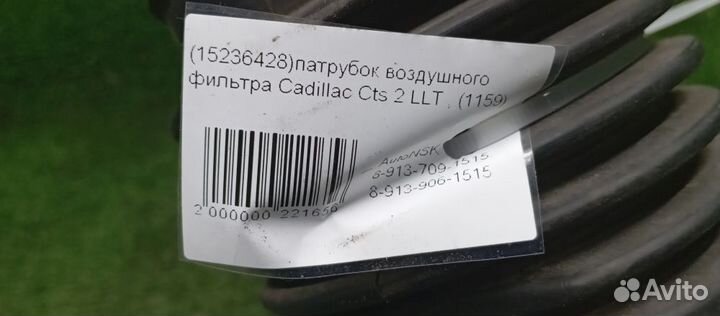 (15236428)патрубок воздушного
фильтра Cadillac Cts 2 LLT . (1159)
AutoNSK
8-913-709-1515
8-913-906-1515
2 000000 221650
Avito